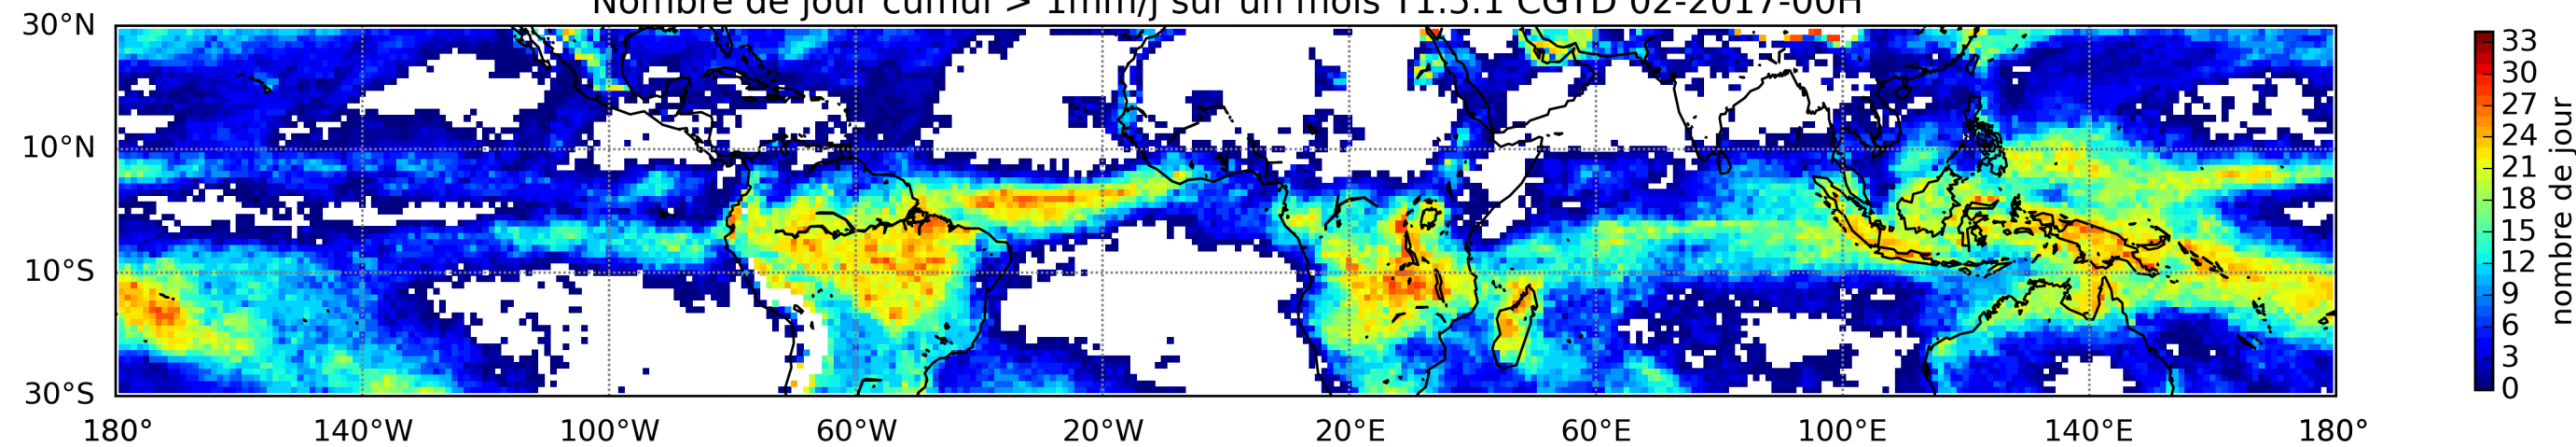 Nombre de jour cumul > 1mm/j sur un mois T1.5.1 CGTD 02-2017-00H
30°N
10°N
10°S
30°S
180° 140°W 100°W 60°W 20°W 20°E 60°E 100°E 140°E 180°
33
30
27
24
21
18
15
12
9
6
3
0
nombre de jour